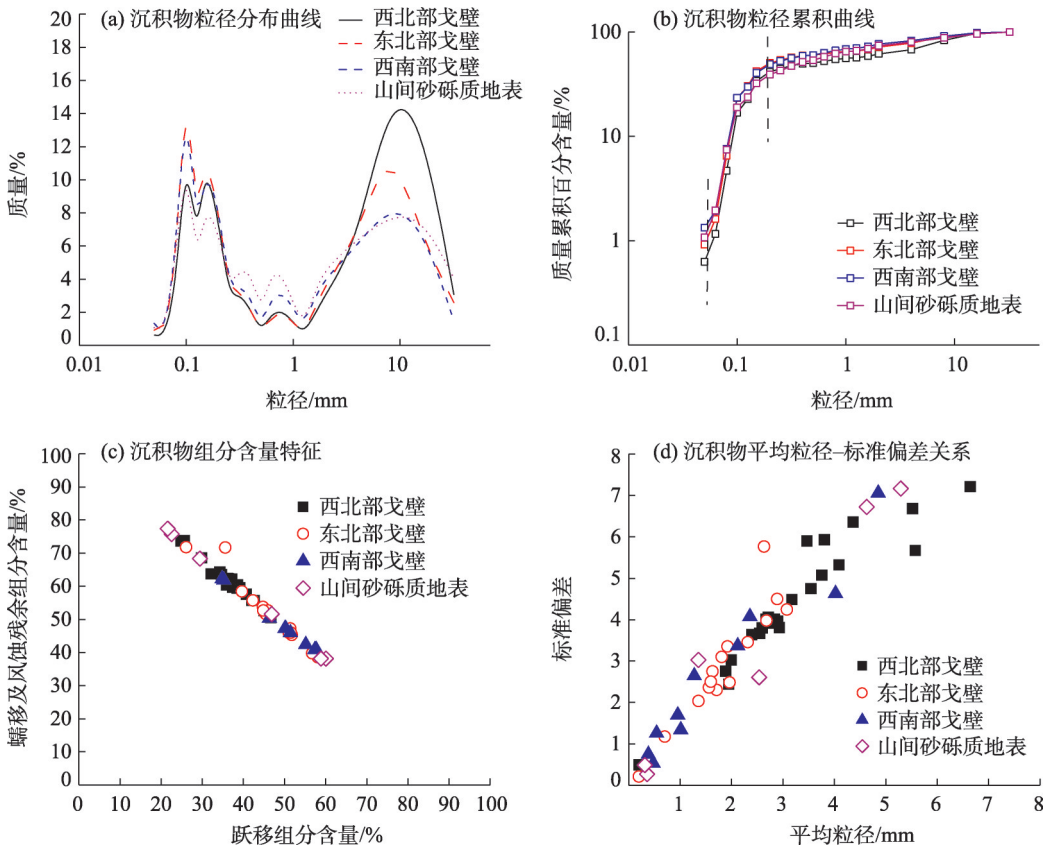 (a) 沉积物粒径分布曲线
西北部戈壁
东北部戈壁
西南部戈壁
山间砂砾质地表
质量/%
20
18
16
14
12
10
8
6
4
2
0
0.01
0.1
1
10
粒径/mm
(b) 沉积物粒径累积曲线
质量累积百分含量/%
100
10
1
0.1
西北部戈壁
东北部戈壁
西南部戈壁
山间砂砾质地表
0.01
0.1
1
10
粒径/mm
(c) 沉积物组分含量特征
西北部戈壁
东北部戈壁
西南部戈壁
山间砂砾质地表
蠕移及风蚀残余组分含量/%
100
90
80
70
60
50
40
30
20
10
0
0 10 20 30 40 50 60 70 80 90 100
跃移组分含量/%
(d) 沉积物平均粒径–标准偏差关系
标准偏差
8
7
6
5
4
3
2
1
0
西北部戈壁
东北部戈壁
西南部戈壁
山间砂砾质地表
1 2 3 4 5 6 7 8
平均粒径/mm